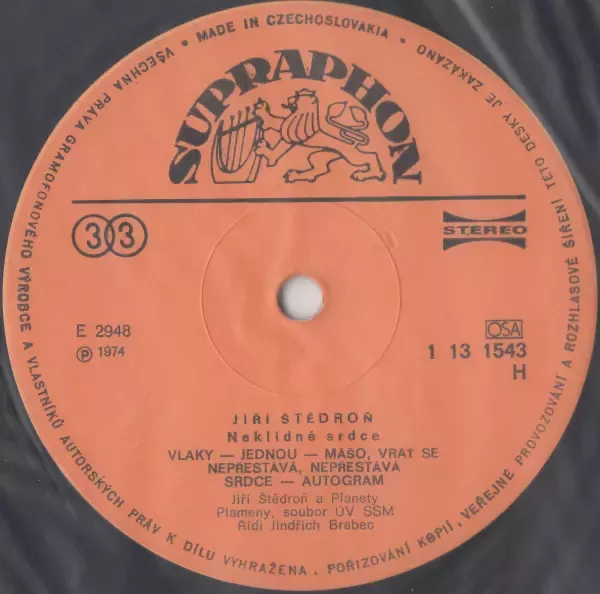 VŠECHNA PRÁVA GRAMOFONOVÉHO VÝROBCE A VLASTNÍKŮ AUTORSKÝCH PRÁV K DÍLU VYHRAŽENA. POŘIZOVÁNÍ KOPIÍ, VEŘEJNÉ PROVOZOVÁNÍ A ROZHLASOVÉ ŠÍŘENÍ TÉTO DESKY JE ZAKÁZÁNO
• MADE IN CZECHOSLOVAKIA •
SUPRAPHON
33
STEREO
E 2948
Ⓟ 1974
OSA
1 13 1543
H
JIŘÍ ŠTĚDROŇ
Neklidné srdce
VLAKY — JEDNOU — MÁŠO, VRAŤ SE
NEPŘESTÁVÁ, NEPŘESTÁVÁ
SRDCE — AUTOGRAM
Jiří Štědroň a Planety
Plameny, soubor ÚV SSM
Řídí Jindřich Brabec